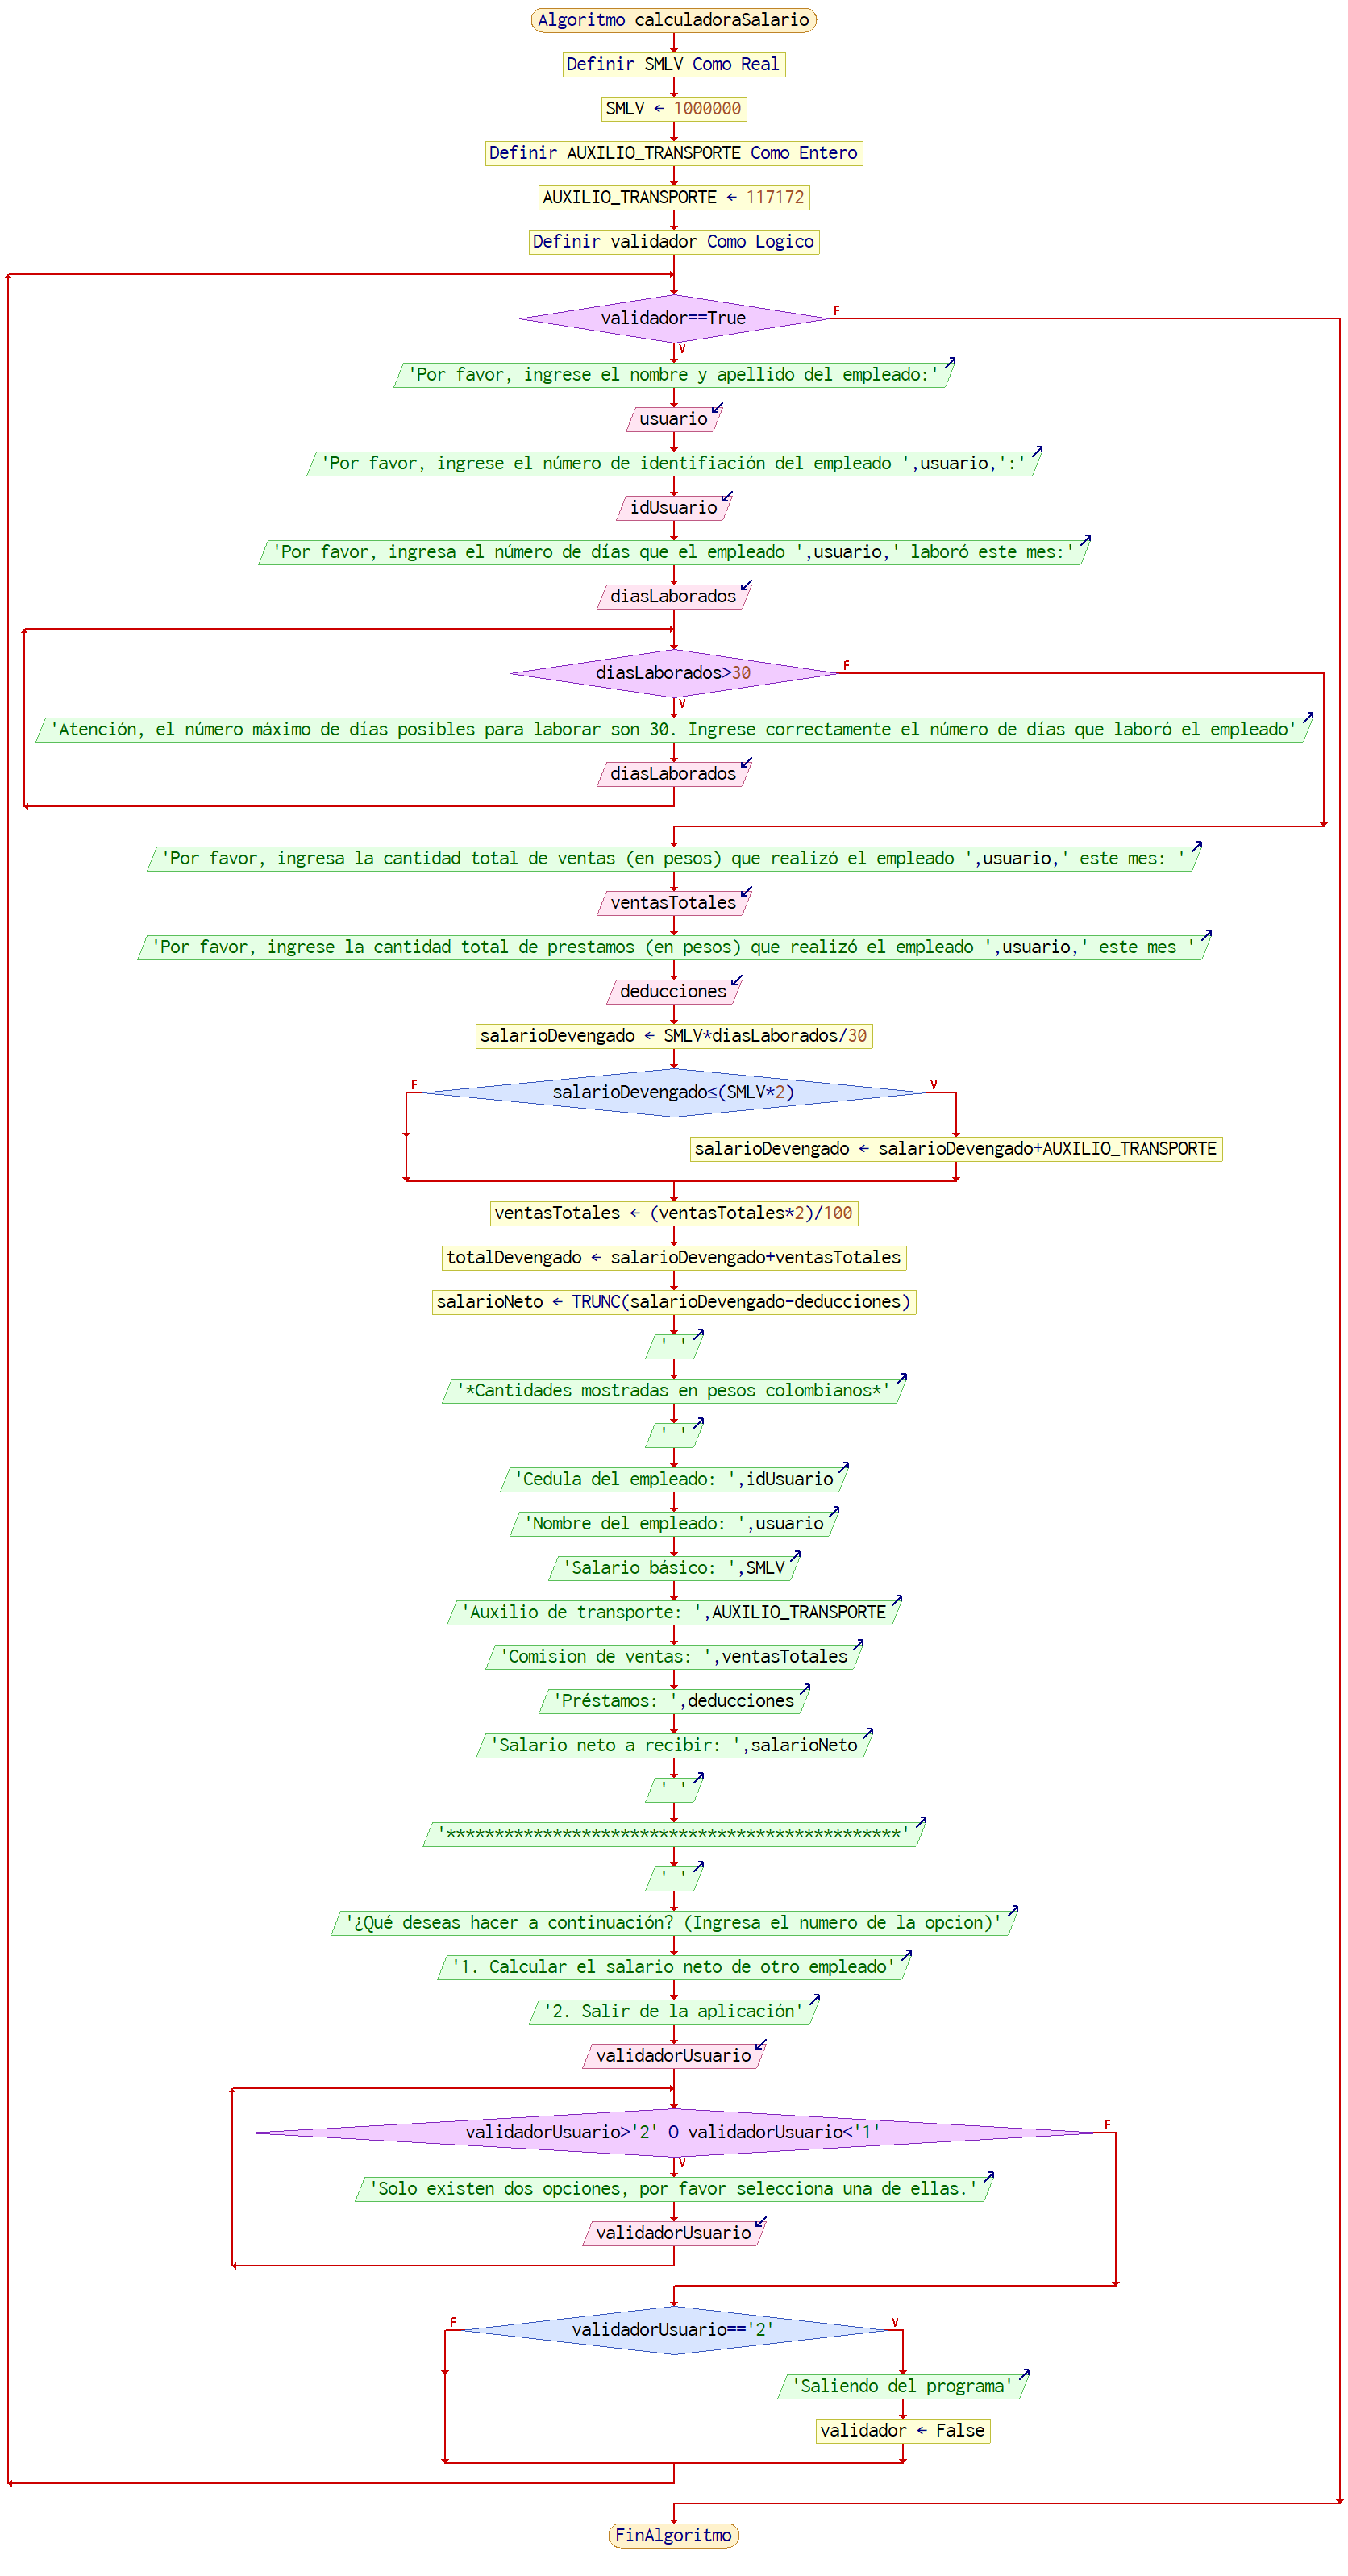 Algoritmo calculadoraSalario
Definir SMLV Como Real
SMLV ← 1000000
Definir AUXILIO_TRANSPORTE Como Entero
AUXILIO_TRANSPORTE ← 117172
Definir validador Como Logico
validador==True
F
V
'Por favor, ingrese el nombre y apellido del empleado:'
usuario
'Por favor, ingrese el número de identifiación del empleado ',usuario,':'
idUsuario
'Por favor, ingresa el número de días que el empleado ',usuario,' laboró este mes:'
diasLaborados
diasLaborados>30
F
V
'Atención, el número máximo de días posibles para laborar son 30. Ingrese correctamente el número de días que laboró el empleado'
diasLaborados
'Por favor, ingresa la cantidad total de ventas (en pesos) que realizó el empleado ',usuario,' este mes: '
ventasTotales
'Por favor, ingrese la cantidad total de prestamos (en pesos) que realizó el empleado ',usuario,' este mes '
deducciones
salarioDevengado ← SMLV*diasLaborados/30
F
salarioDevengado≤(SMLV*2)
V
salarioDevengado ← salarioDevengado+AUXILIO_TRANSPORTE
ventasTotales ← (ventasTotales*2)/100
totalDevengado ← salarioDevengado+ventasTotales
salarioNeto ← TRUNC(salarioDevengado-deducciones)
' '
'*Cantidades mostradas en pesos colombianos*'
' '
'Cedula del empleado: ',idUsuario
'Nombre del empleado: ',usuario
'Salario básico: ',SMLV
'Auxilio de transporte: ',AUXILIO_TRANSPORTE
'Comision de ventas: ',ventasTotales
'Préstamos: ',deducciones
'Salario neto a recibir: ',salarioNeto
' '
'***********************************************'
' '
'¿Qué deseas hacer a continuación? (Ingresa el numero de la opcion)'
'1. Calcular el salario neto de otro empleado'
'2. Salir de la aplicación'
validadorUsuario
validadorUsuario>'2' O validadorUsuario<'1'
F
V
'Solo existen dos opciones, por favor selecciona una de ellas.'
validadorUsuario
F
validadorUsuario=='2'
V
'Saliendo del programa'
validador ← False
FinAlgoritmo